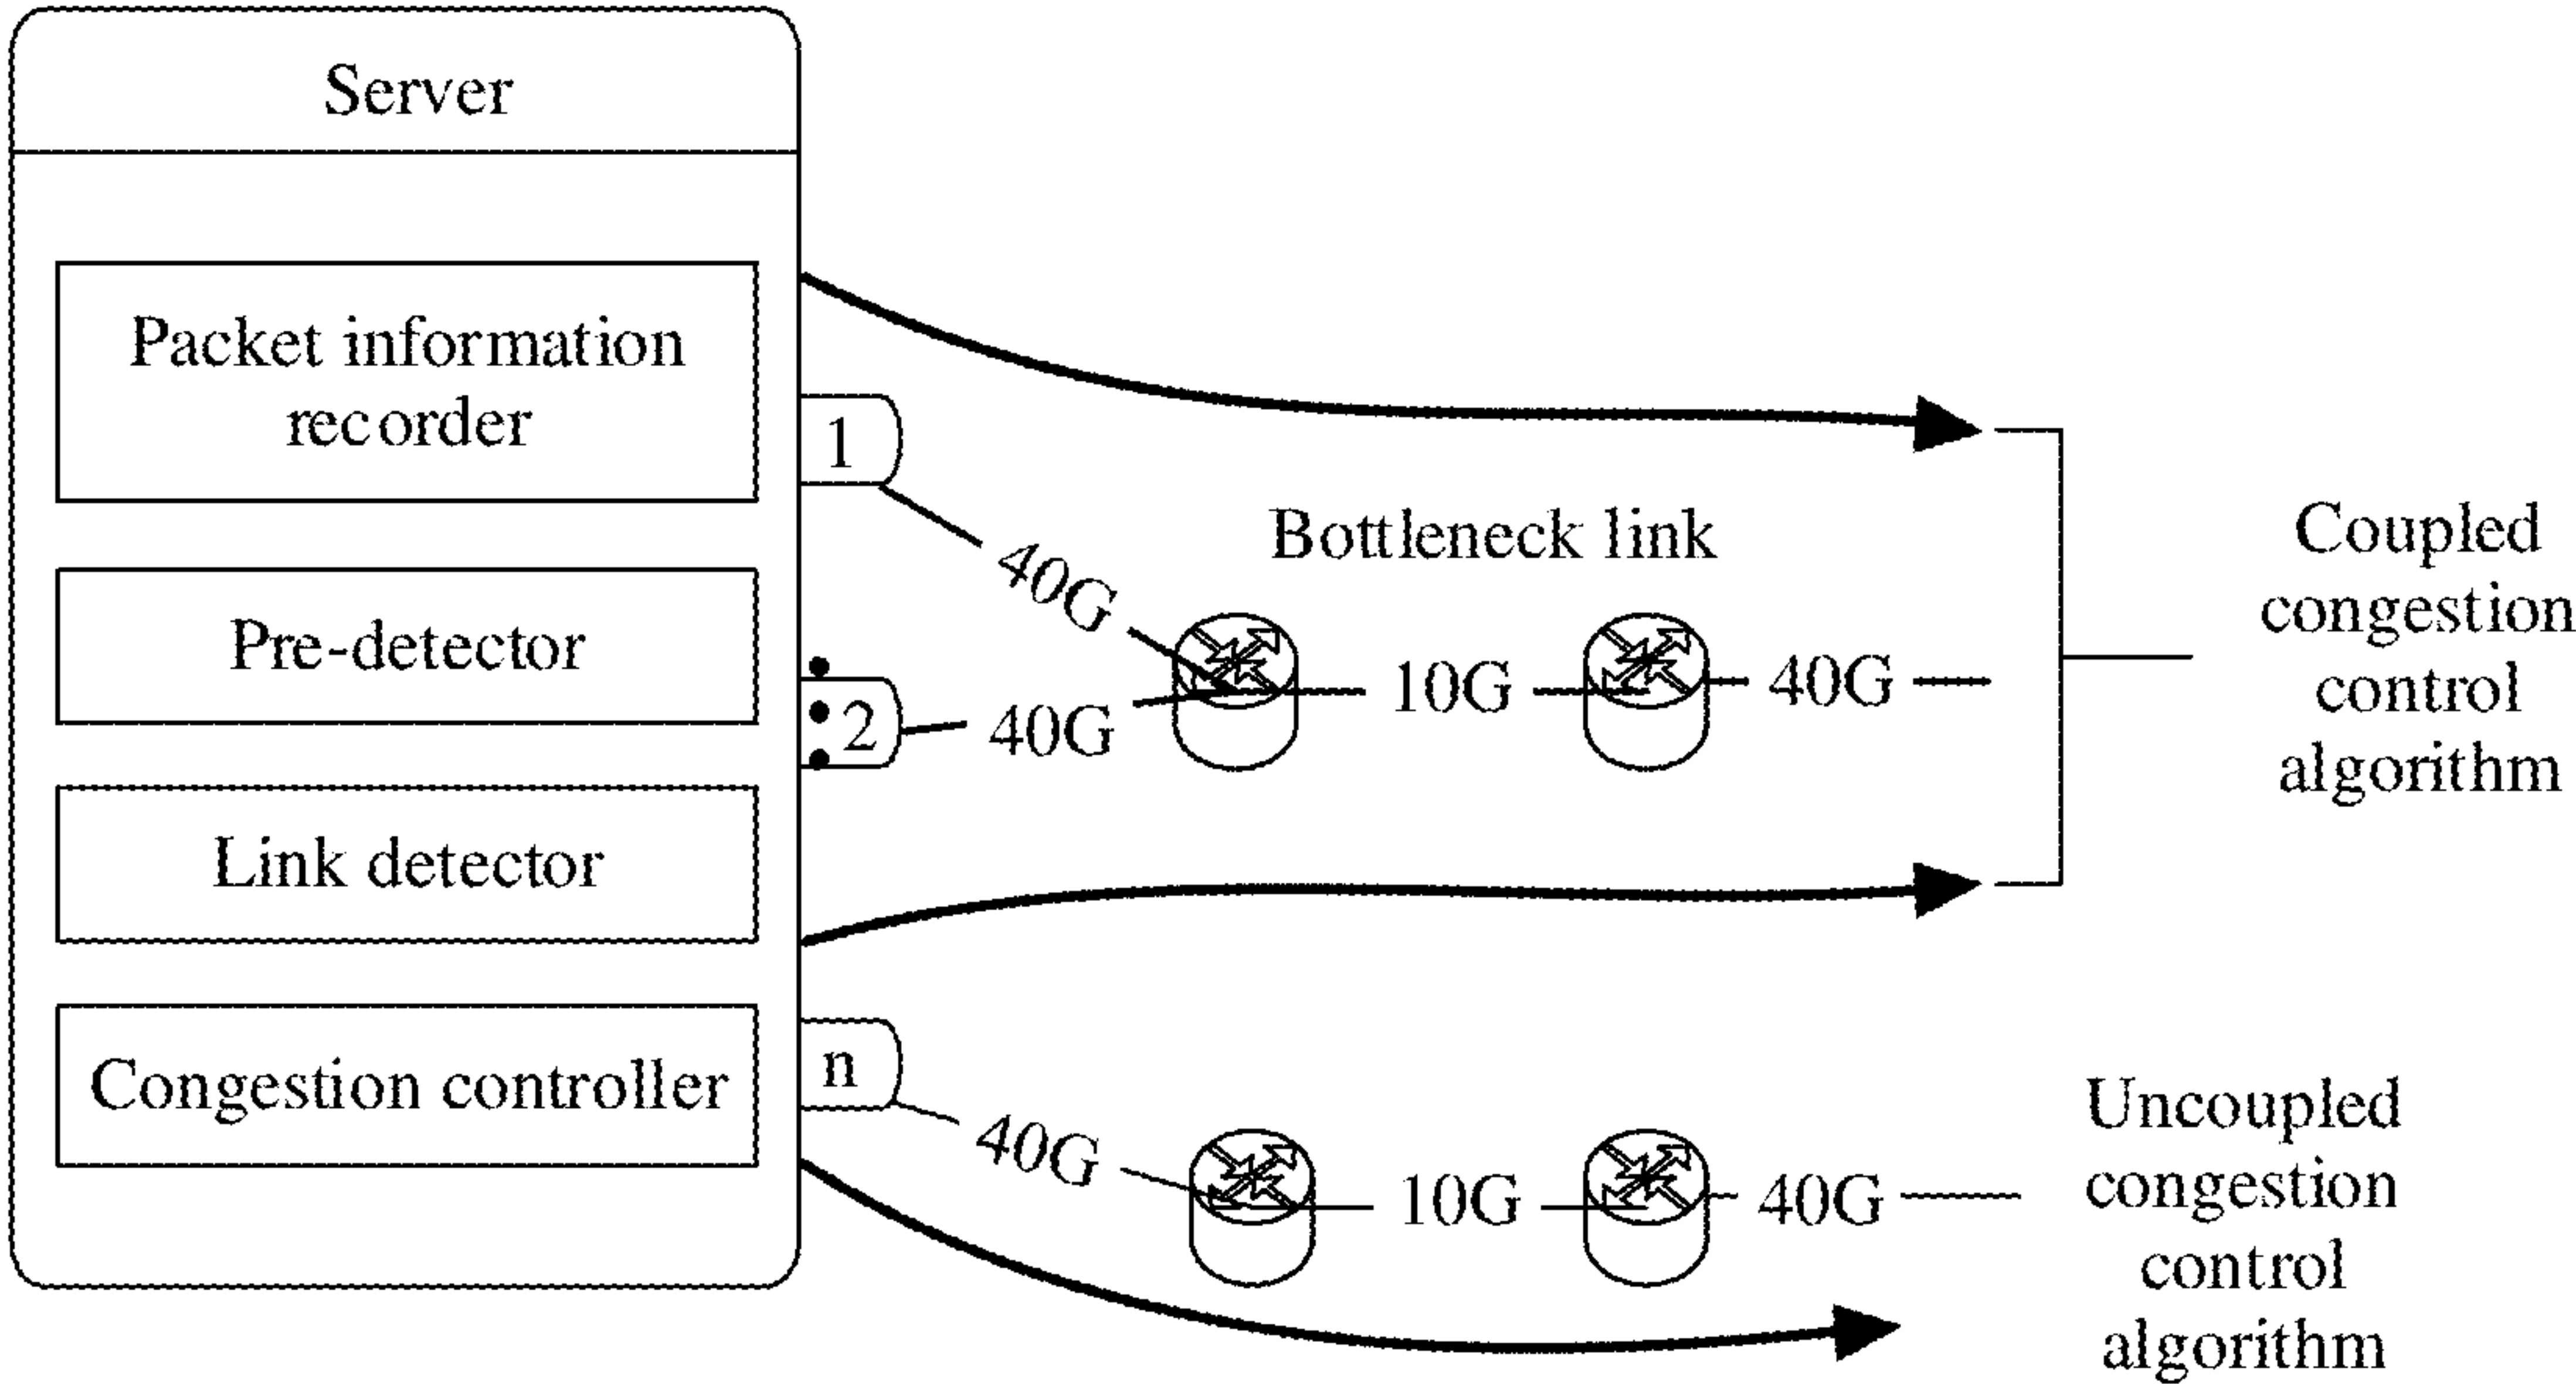 Server
Packet information
recorder
Pre-detector
Link detector
Congestion controller
1
2
n
40G
40G
Bottleneck link
10G
40G
Coupled
congestion
control
algorithm
40G
10G
40G
Uncoupled
congestion
control
algorithm